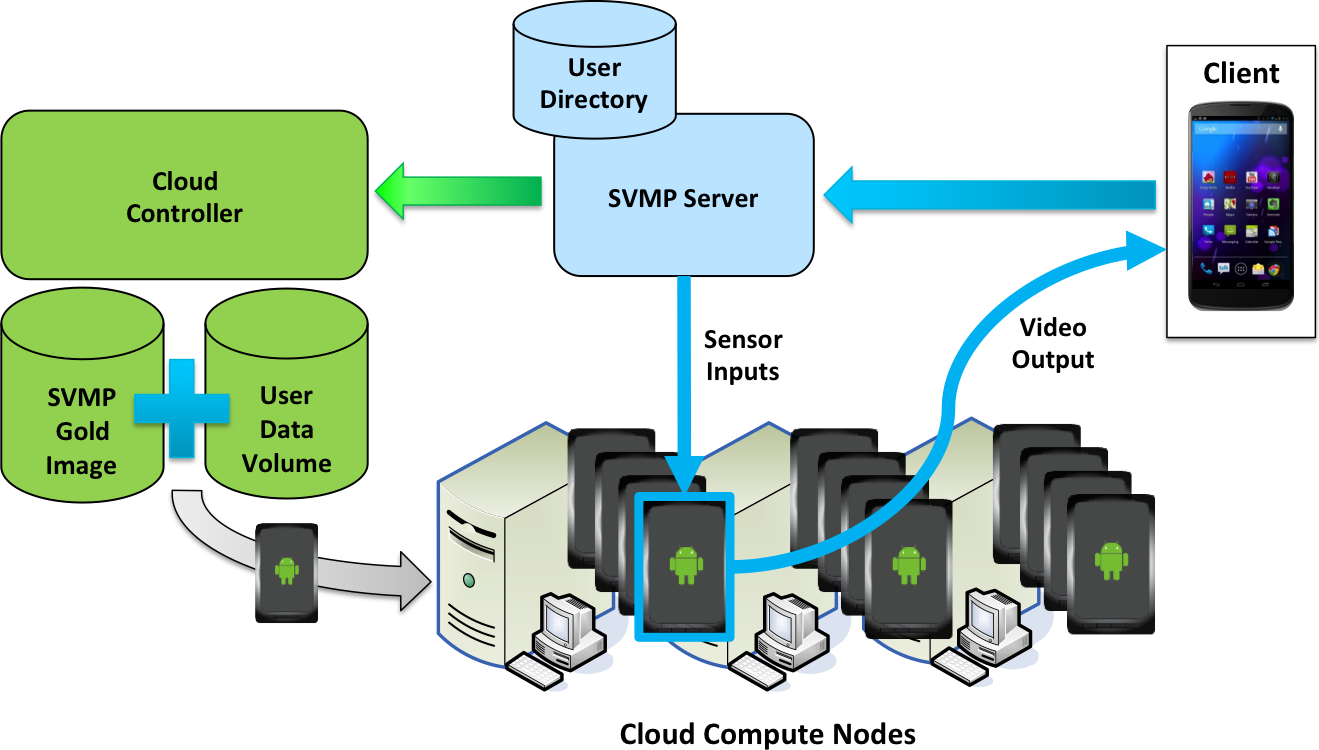 User
Directory
Client
Cloud
Controller
SVMP Server
SVMP
Gold
Image
User
Data
Volume
Sensor
Inputs
Video
Output
Google
Cloud Compute Nodes